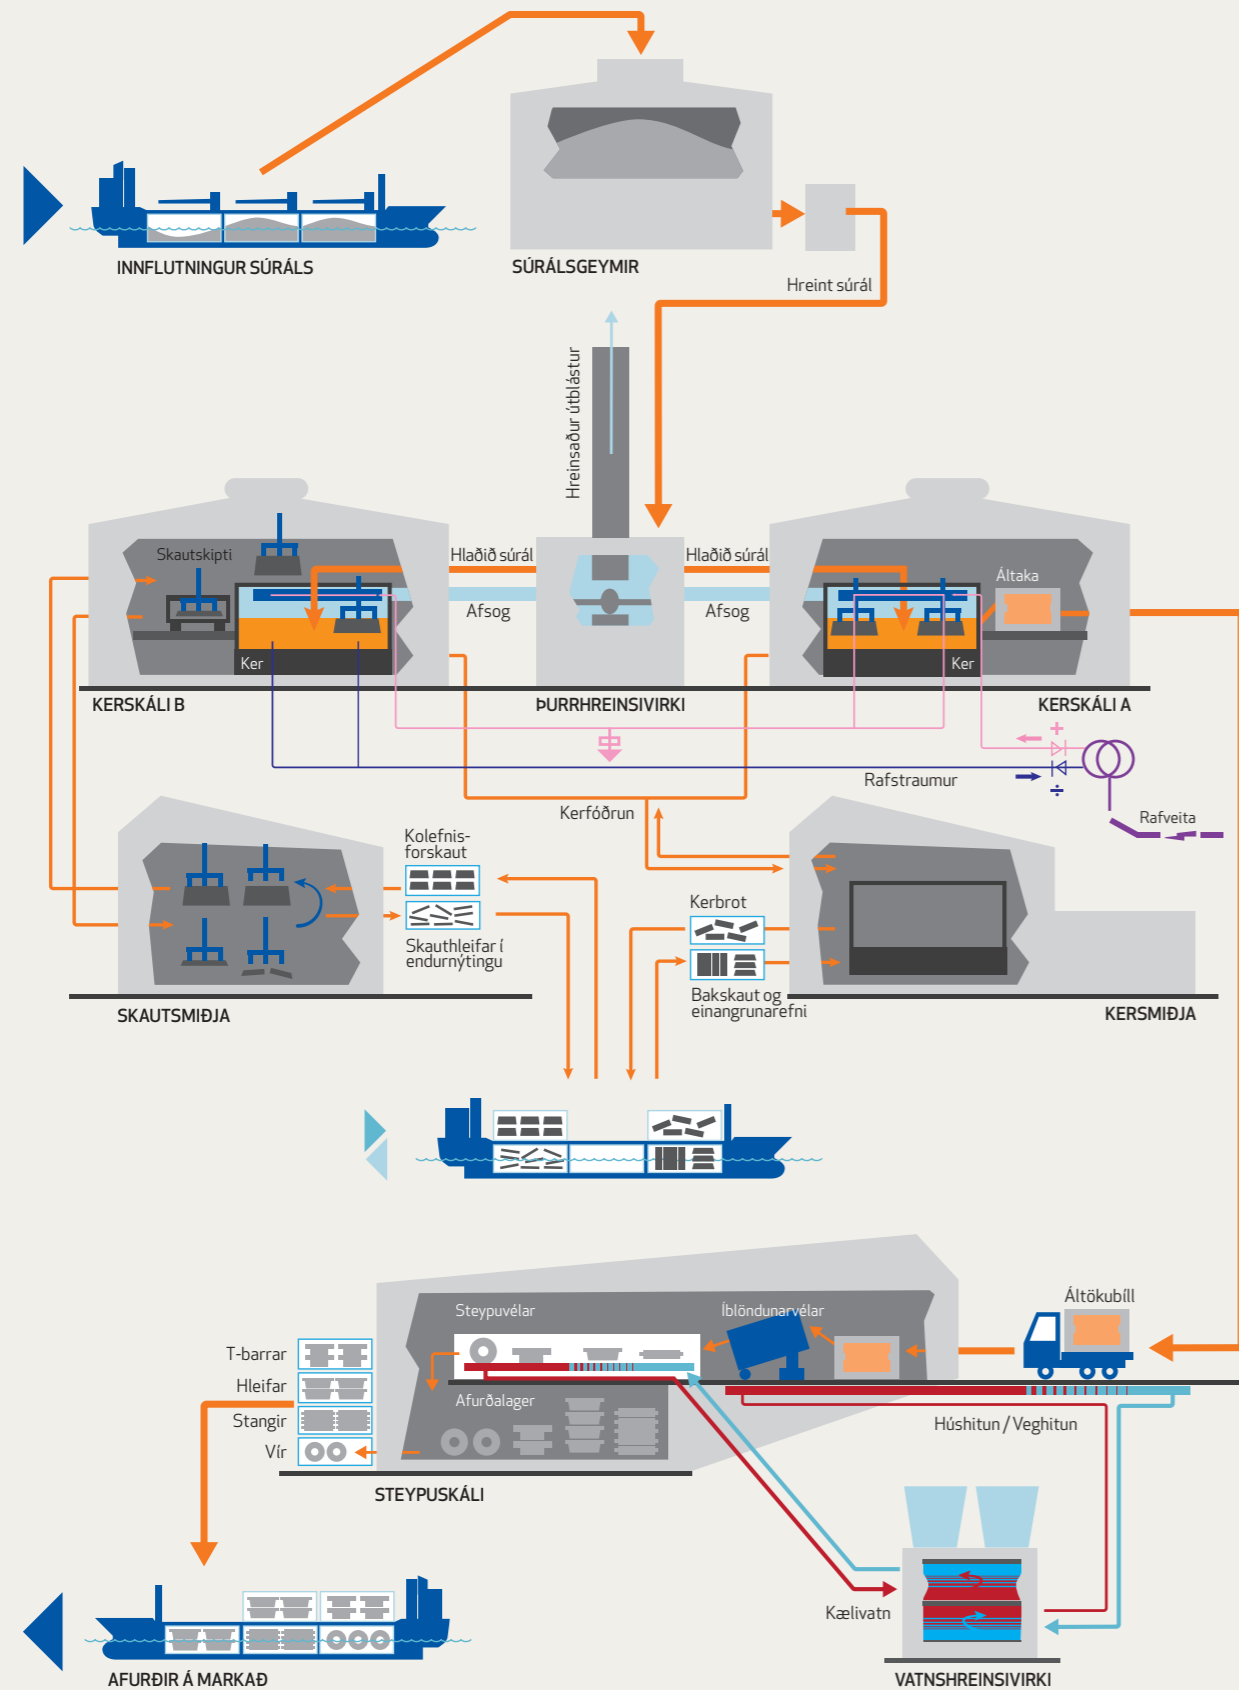 INNFLUTNINGUR SÚRÁLS
SÚRÁLSGEYMIR
Hreint súrál
Hreinsaður útblástur
Skautskipti
Hlaðið súrál
Hlaðið súrál
Áltaka
Afsog
Afsog
Ker
Ker
KERSKÁLI B
ÞURRHREINSIVIRKI
KERSKÁLI A
+
Rafstraumur
÷
Kerfóðrun
Rafveita
Kolefnis-
forskaut
Kerbrot
Skauthleifar í
endurnýtingu
Bakskaut og
einangrunarefni
SKAUTSMIÐJA
KERSMIÐJA
Steypuvélar
Íblöndunarvélar
Áltökubíll
T-barrar
Hleifar
Stangir
Vír
Afurðalager
Húshitun / Veghitun
STEYPUSKÁLI
Kælivatn
AFURÐIR Á MARKAÐ
VATNSHREINSIVIRKI